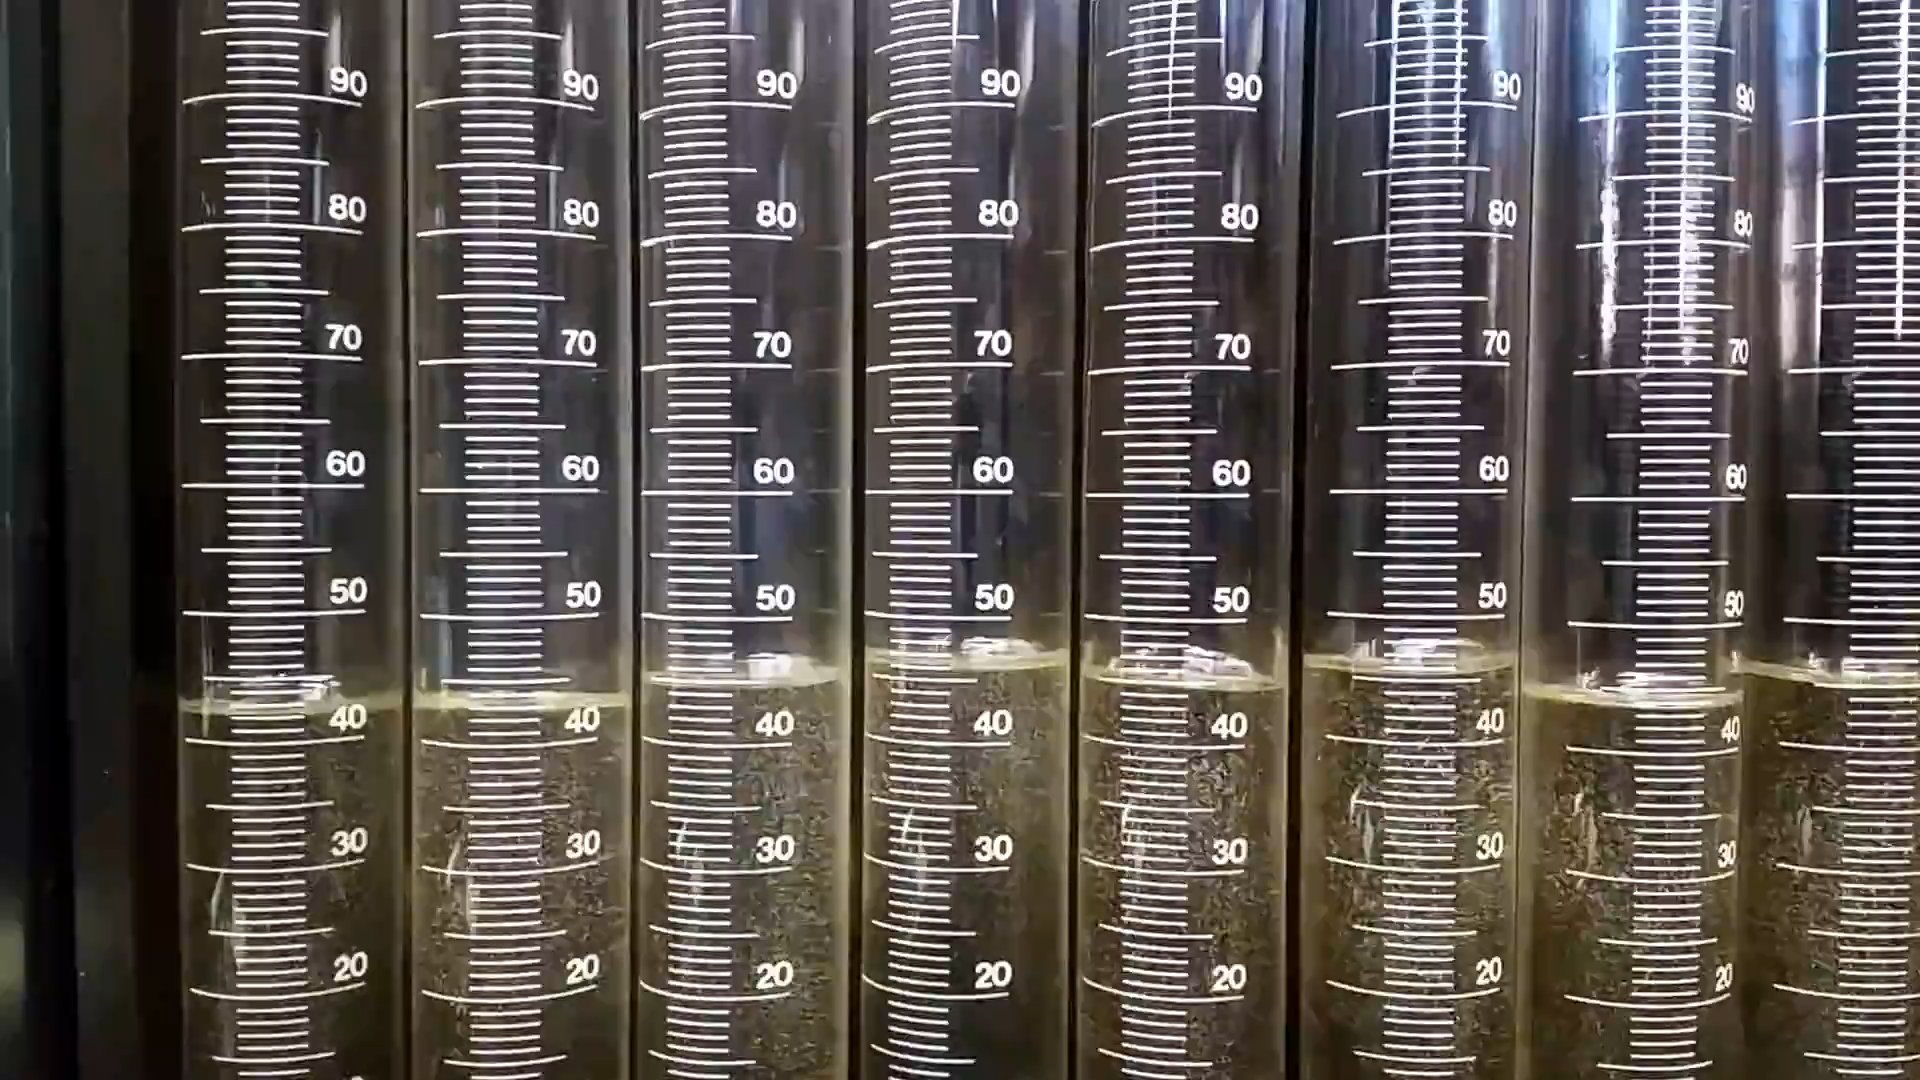 90 90 90 90 90 90 90
80 80 80 80 80 80 80
70 70 70 70 70 70 70
60 60 60 60 60 60 60
50 50 50 50 50 50 50
40 40 40 40 40 40 40
30 30 30 30 30 30 30
20 20 20 20 20 20 20